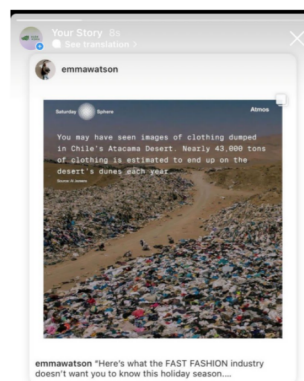 Your Story 8s
See translation >
emmawatson
Saturday Sphere
Atmos
You may have seen images of clothing dumped
in Chile's Atacama Desert. Nearly 43,000 tons
of clothing is estimated to end up on the
desert's dunes each year.
emmawatson "Here's what the FAST FASHION industry
doesn't want you to know this holiday season....